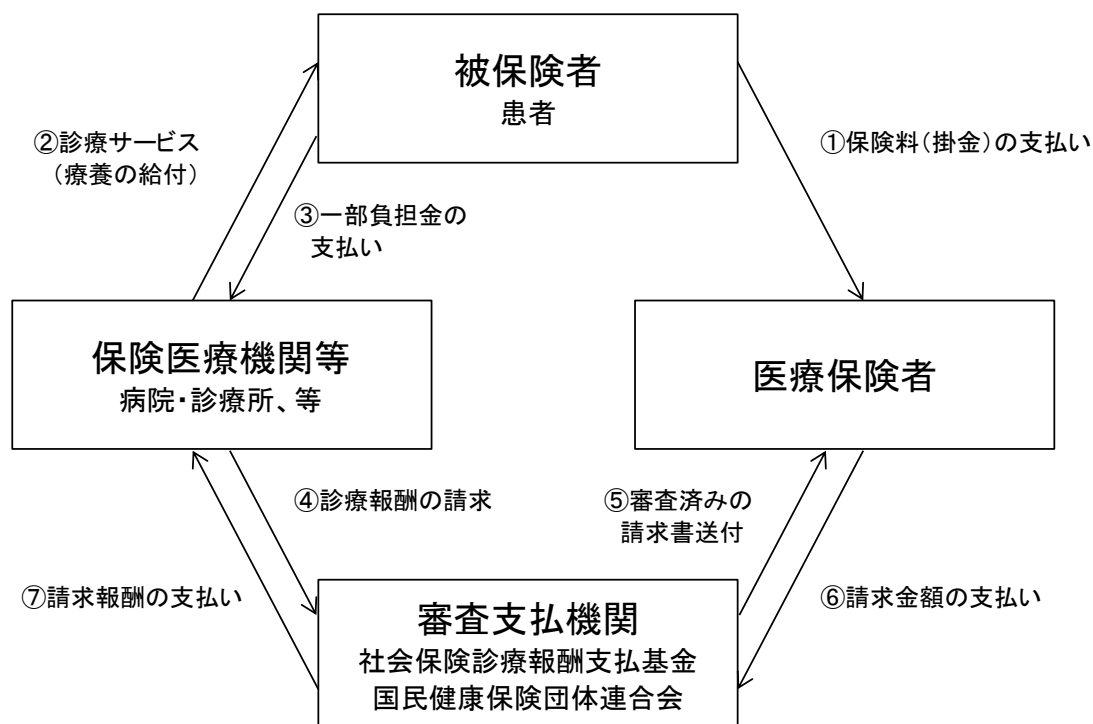 被保険者
患者
②診療サービス
(療養の給付)
①保険料(掛金)の支払い
③一部負担金の
支払い
保険医療機関等
病院・診療所、等
医療保険者
④診療報酬の請求
⑤審査済みの
請求書送付
⑦請求報酬の支払い
⑥請求金額の支払い
審査支払機関
社会保険診療報酬支払基金
国民健康保険団体連合会